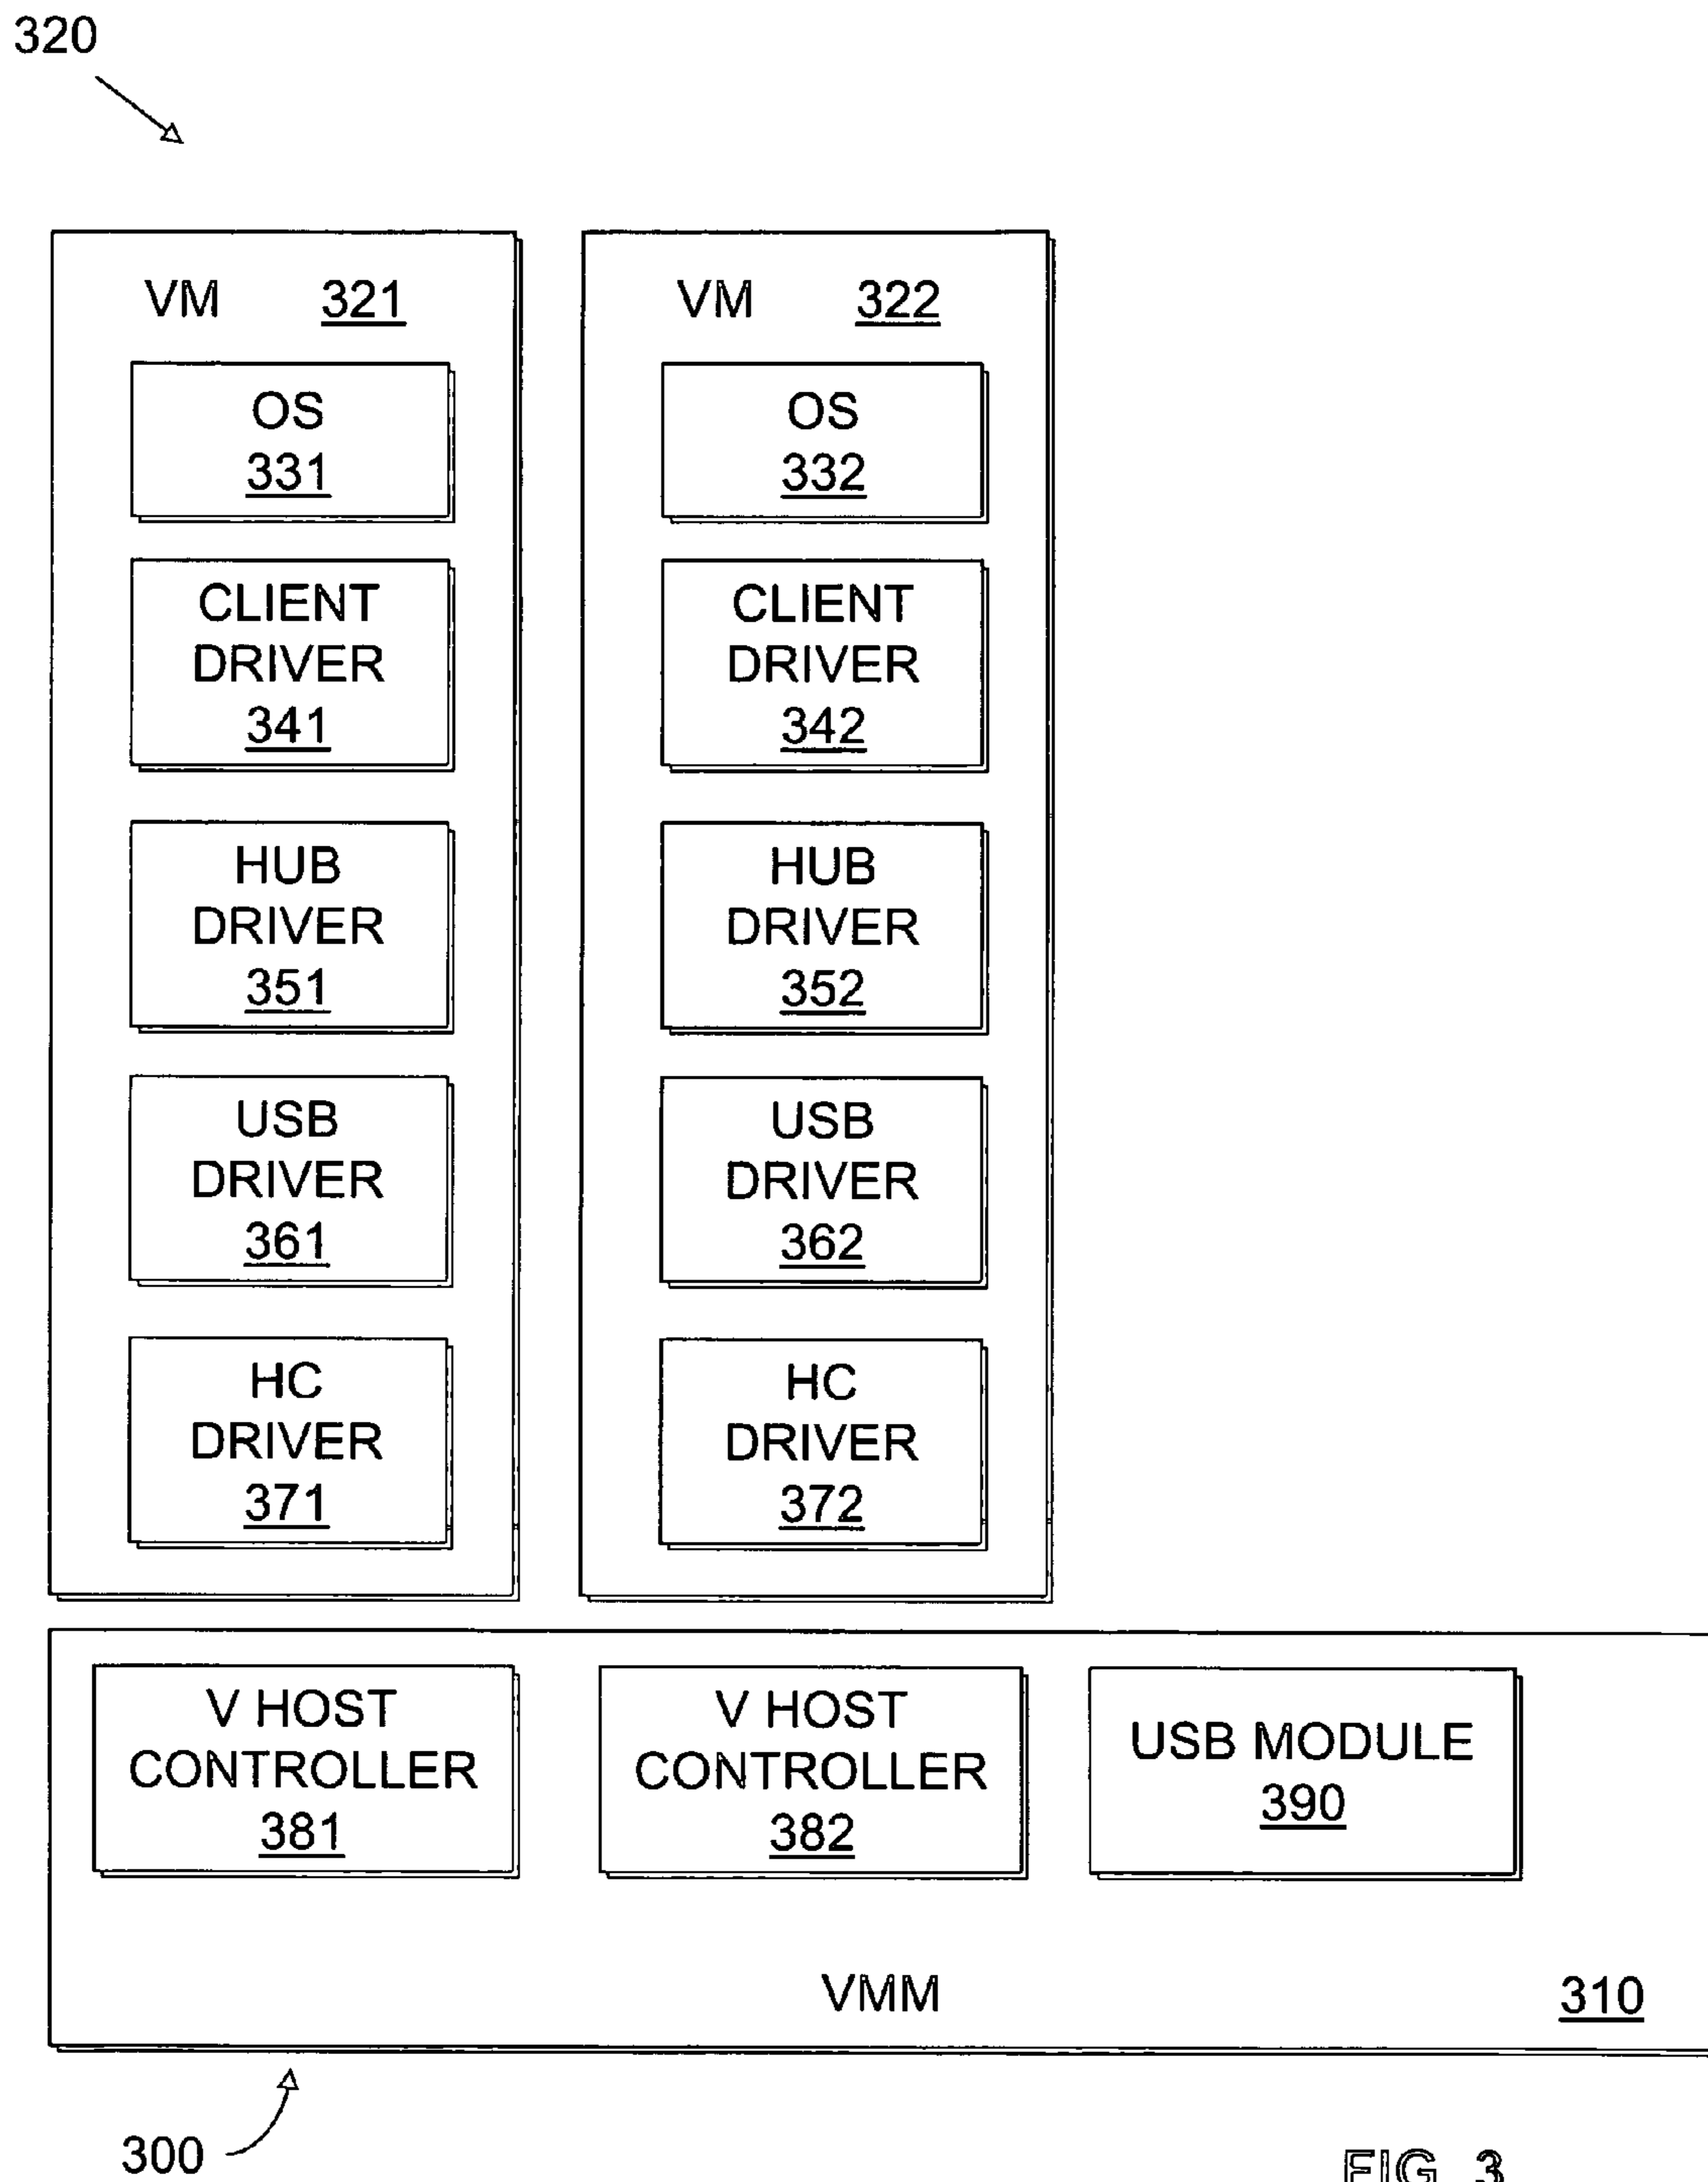 320
VM 321
OS
331
CLIENT
DRIVER
341
HUB
DRIVER
351
USB
DRIVER
361
HC
DRIVER
371
VM 322
OS
332
CLIENT
DRIVER
342
HUB
DRIVER
352
USB
DRIVER
362
HC
DRIVER
372
V HOST
CONTROLLER
381
V HOST
CONTROLLER
382
USB MODULE
390
VMM 310
300
FIG. 3